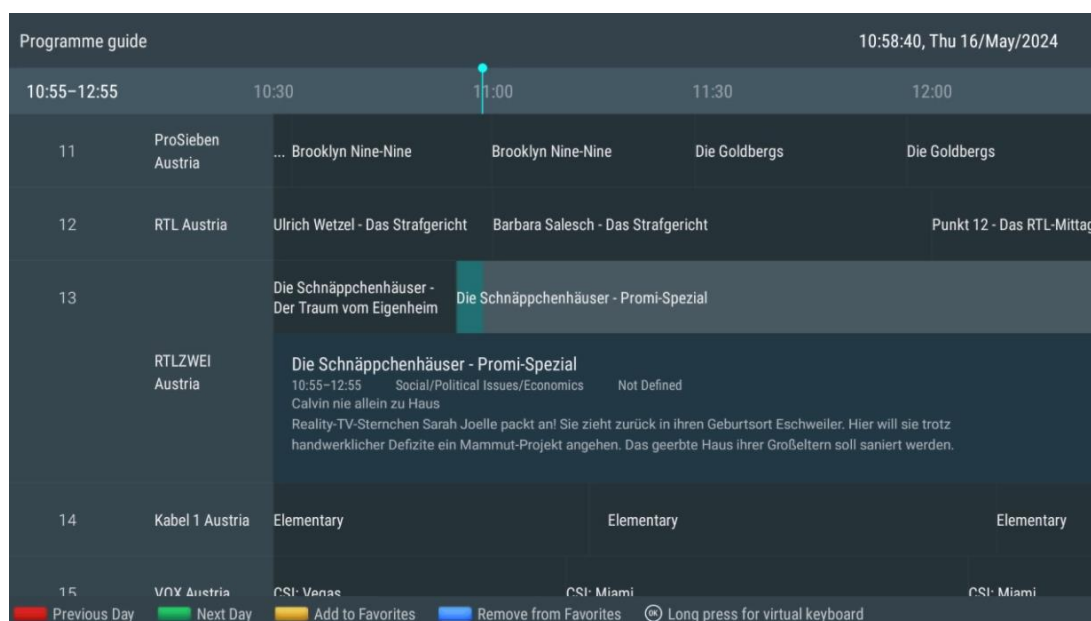 Programme guide
10:58:40, Thu 16/May/2024
10:55–12:55
10:30
11:00
11:30
12:00
11
ProSieben
Austria
... Brooklyn Nine-Nine
Brooklyn Nine-Nine
Die Goldbergs
Die Goldbergs
12
RTL Austria
Ulrich Wetzel - Das Strafgericht
Barbara Salesch - Das Strafgericht
Punkt 12 - Das RTL-Mittag
13
Die Schnäppchenhäuser -
Der Traum vom Eigenheim
Die Schnäppchenhäuser - Promi-Spezial
RTLZWEI
Austria
Die Schnäppchenhäuser - Promi-Spezial
10:55–12:55 Social/Political Issues/Economics Not Defined
Calvin nie allein zu Haus
Reality-TV-Sternchen Sarah Joelle packt an! Sie zieht zurück in ihren Geburtsort Eschweiler. Hier will sie trotz
handwerklicher Defizite ein Mammut-Projekt angehen. Das geerbte Haus ihrer Großeltern soll saniert werden.
14
Kabel 1 Austria
Elementary
Elementary
Elementary
15
VOX Austria
CSI: Vegas
CSI: Miami
CSI: Miami
Previous Day
Next Day
Add to Favorites
Remove from Favorites
OK Long press for virtual keyboard